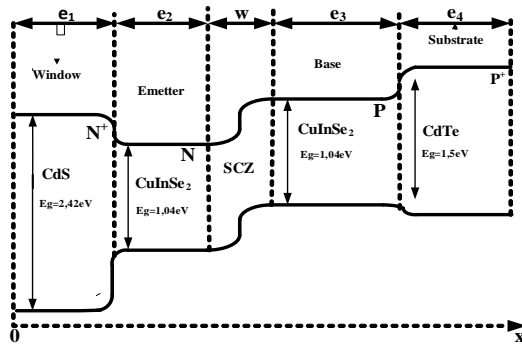 e₁ e₂ w e₃ e₄
Window Emetter Base Substrate
N⁺ N P P⁺
CdS CuInSe₂ SCZ CuInSe₂ CdTe
Eg=2,42eV Eg=1,04eV Eg=1,04eV Eg=1,5eV
0 x